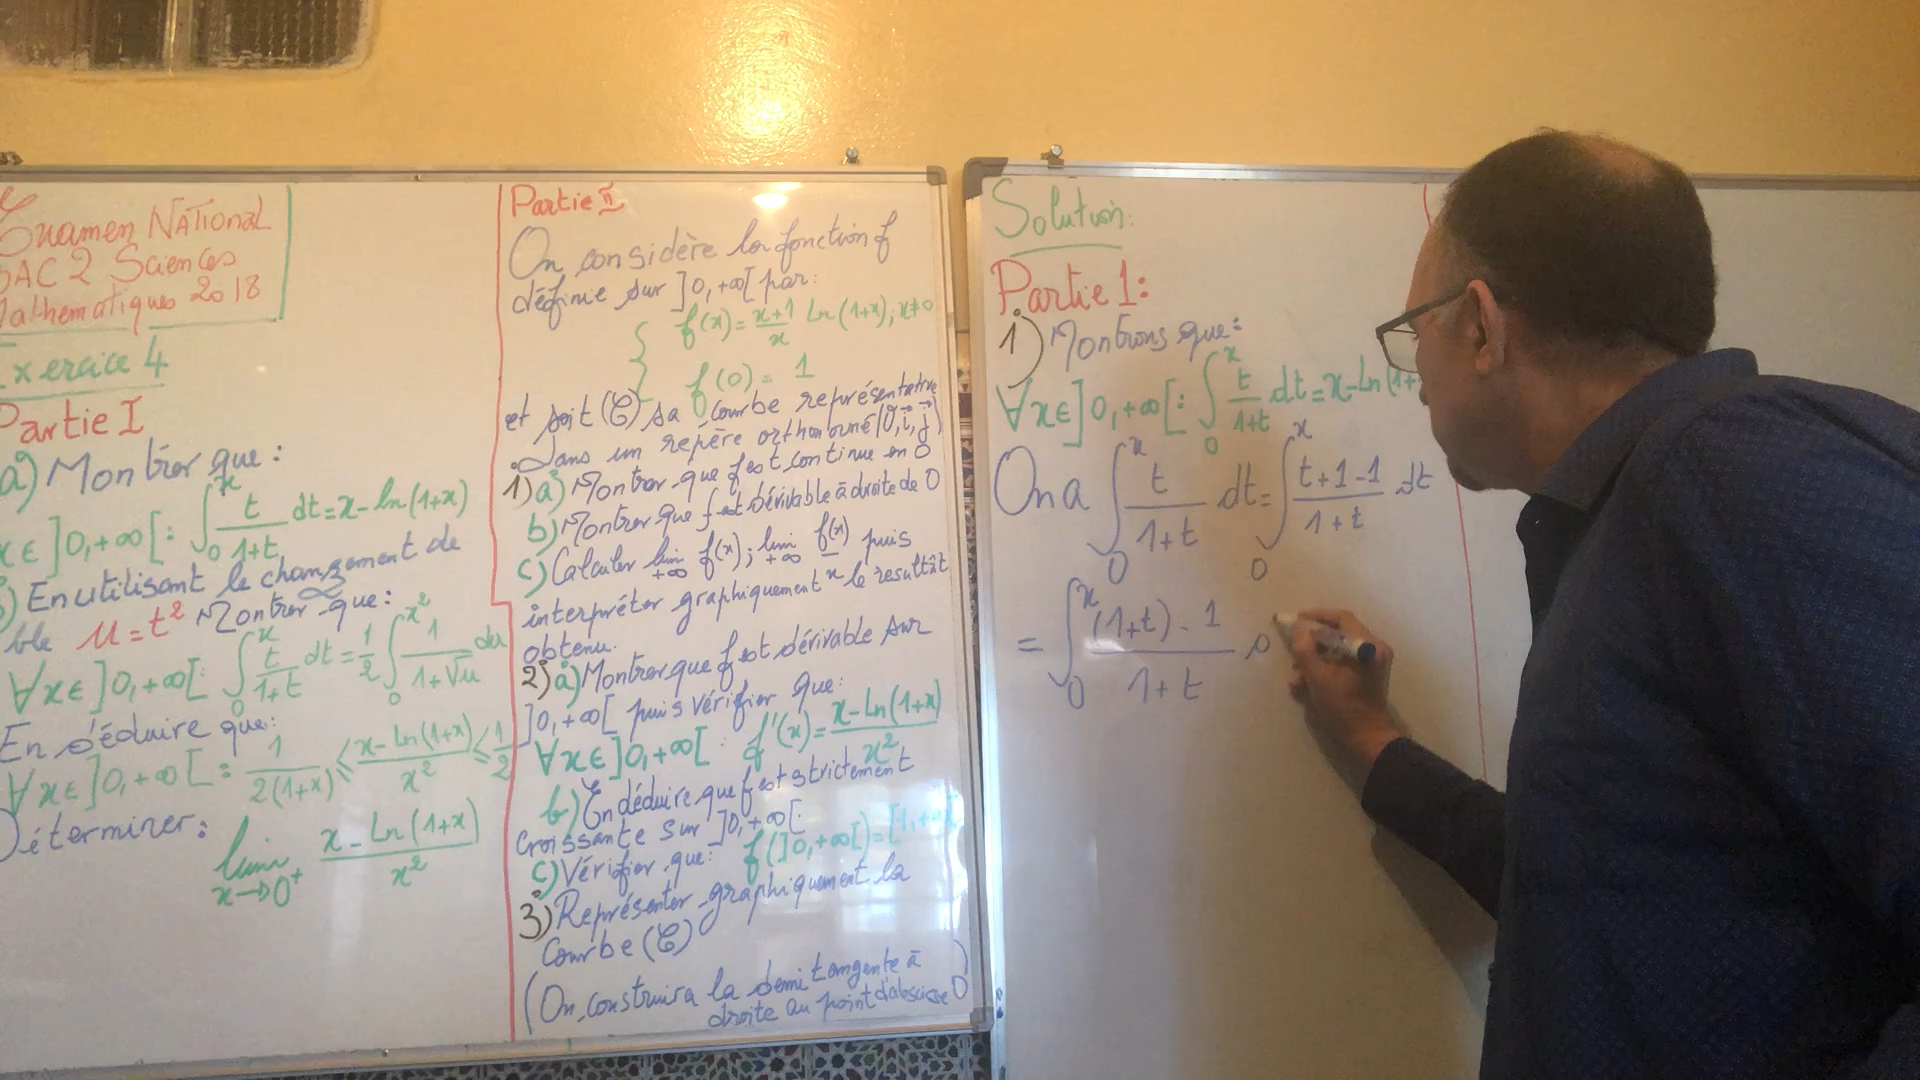 Examen NATIONAL
BAC 2 Sciences
Mathematiques 2018
Exercice 4
Partie I
a) Montrer que:
x∈]0,+∞[: ∫₀ˣ t/(1+t) dt = x - ln(1+x)
) En utilisant le changement de
ble u = t² Montrer que:
∀x∈]0,+∞[: ∫₀ˣ t/(1+t) dt = 1/2 ∫₀^(x²) 1/(1+√u) du
En déduire que:
∀x∈]0,+∞[: 1/(2(1+x)) ≤ (x - Ln(1+x))/x² ≤ 1/2
Déterminer:
lim x→0⁺ (x - Ln(1+x))/x²
Partie II
On considère la fonction f
définie sur ]0,+∞[ par:
{ f(x) = (x+1)/x Ln(1+x); x≠0
f(0) = 1
et soit (C) sa courbe représentative
dans un repère orthonormé (O,i⃗,j⃗)
1) a) Montrer que f est continue en 0
b) Montrer que f est dérivable à droite de 0
c) Calculer lim +∞ f(x); lim +∞ f(x)/x puis
interpréter graphiquement le resultât
obtenu.
2) a) Montrer que f est dérivable sur
]0,+∞[ puis vérifier que:
∀x∈]0,+∞[: f'(x) = (x - Ln(1+x))/x²
b) En déduire que f est strictement
croissante sur ]0,+∞[.
c) Vérifier que: f(]0,+∞[) = [1,+∞[
3) Représenter graphiquement la
Courbe (C)
(On construira la demi tangente à
droite au point d'abscisse 0)
Solution:
Partie 1:
1) Montrons que:
∀x∈]0,+∞[: ∫₀ˣ t/(1+t) dt = x - Ln(1+
On a ∫₀ˣ t/(1+t) dt = ∫₀ˣ (t+1-1)/(1+t) dt
= ∫₀ˣ ((1+t) - 1)/(1+t)